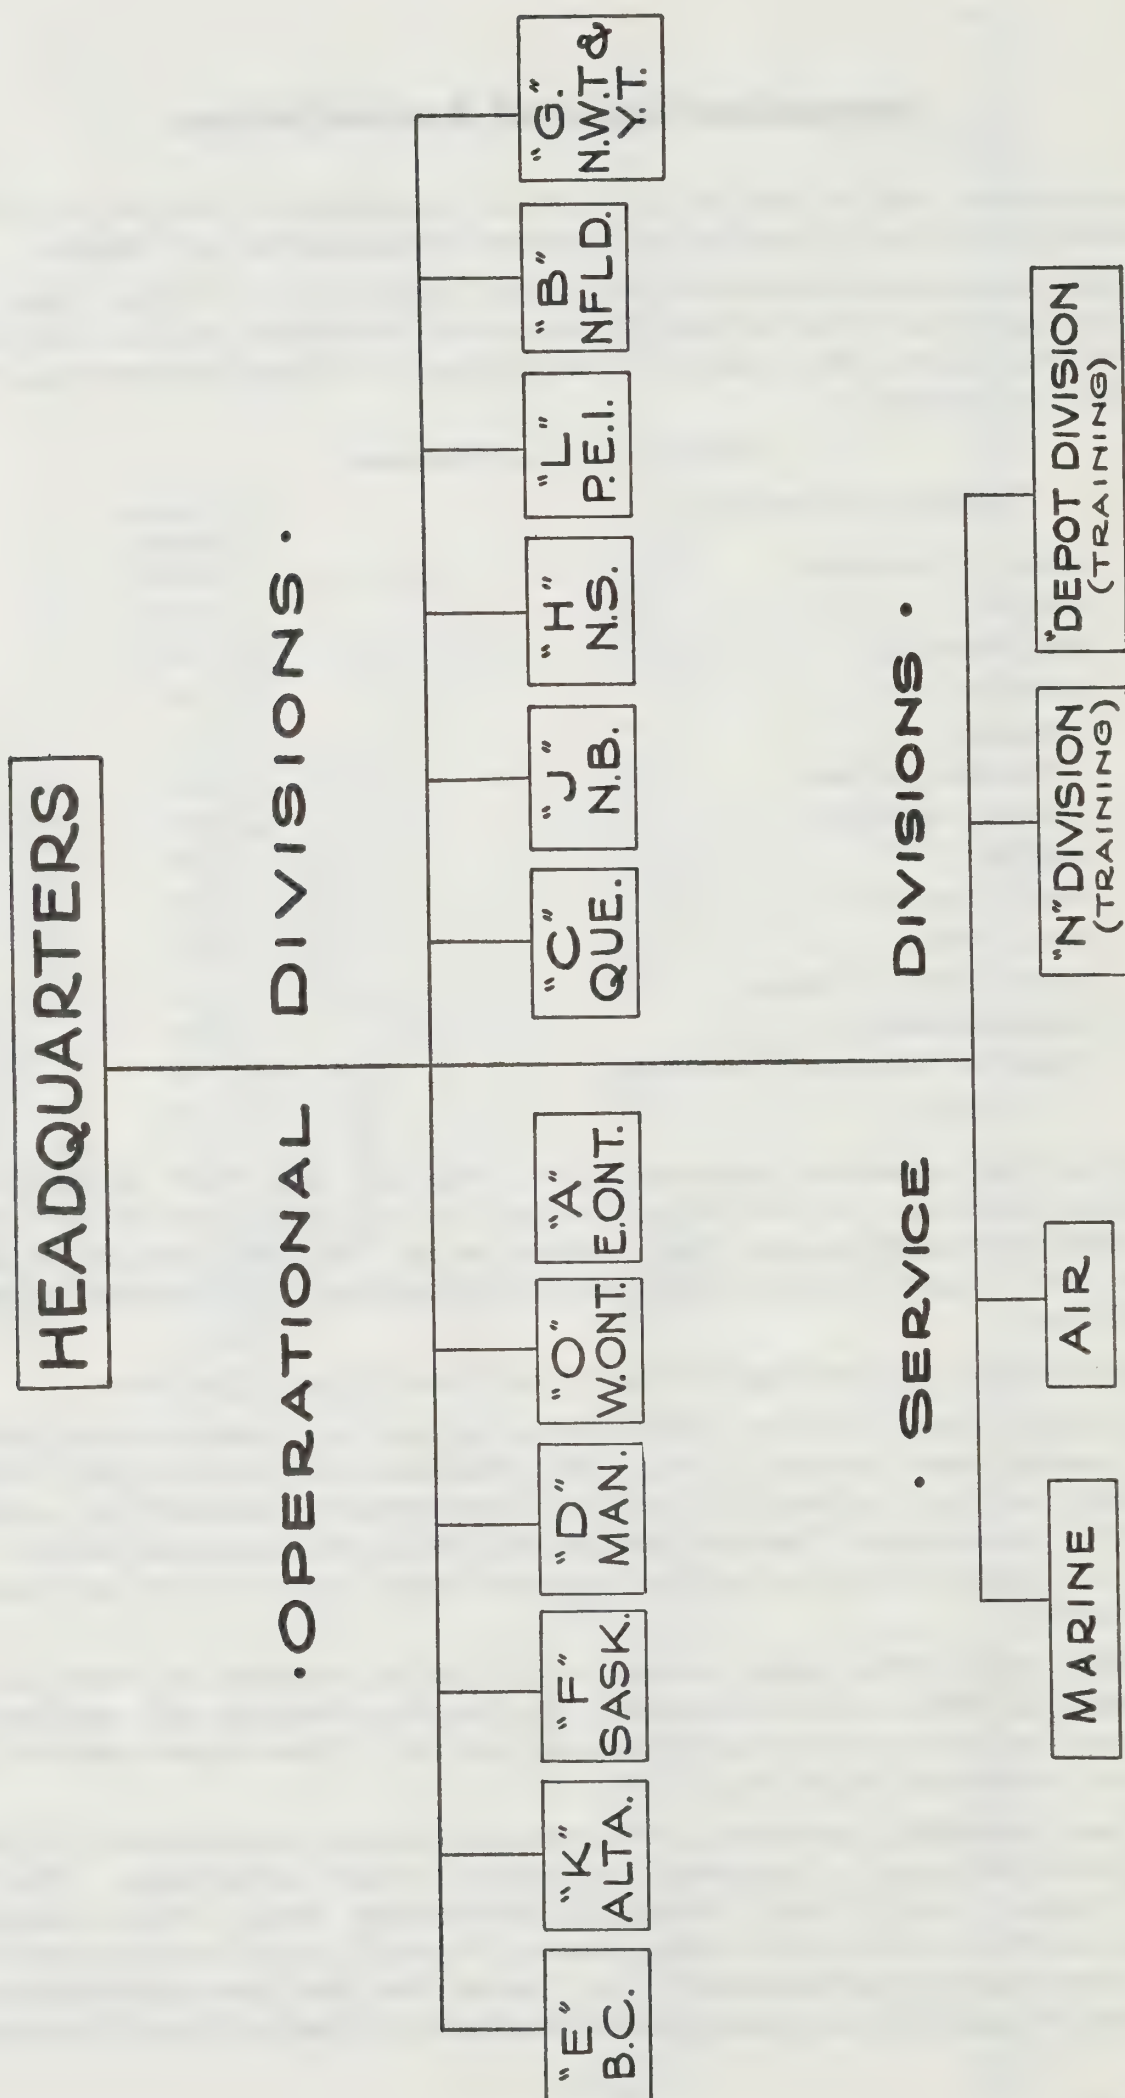 HEADQUARTERS
• OPERATIONAL DIVISIONS •
"E"
B.C.
"K"
ALTA.
"F"
SASK.
"D"
MAN.
"O"
W.ONT.
"A"
E.ONT.
"C"
QUE.
"J"
N.B.
"H"
N.S.
"L"
P.E.I.
"B"
NFLD.
"G."
N.W.T &
Y.T.
• SERVICE DIVISIONS •
MARINE
AIR
"N" DIVISION
(TRAINING)
"DEPOT DIVISION
(TRAINING)